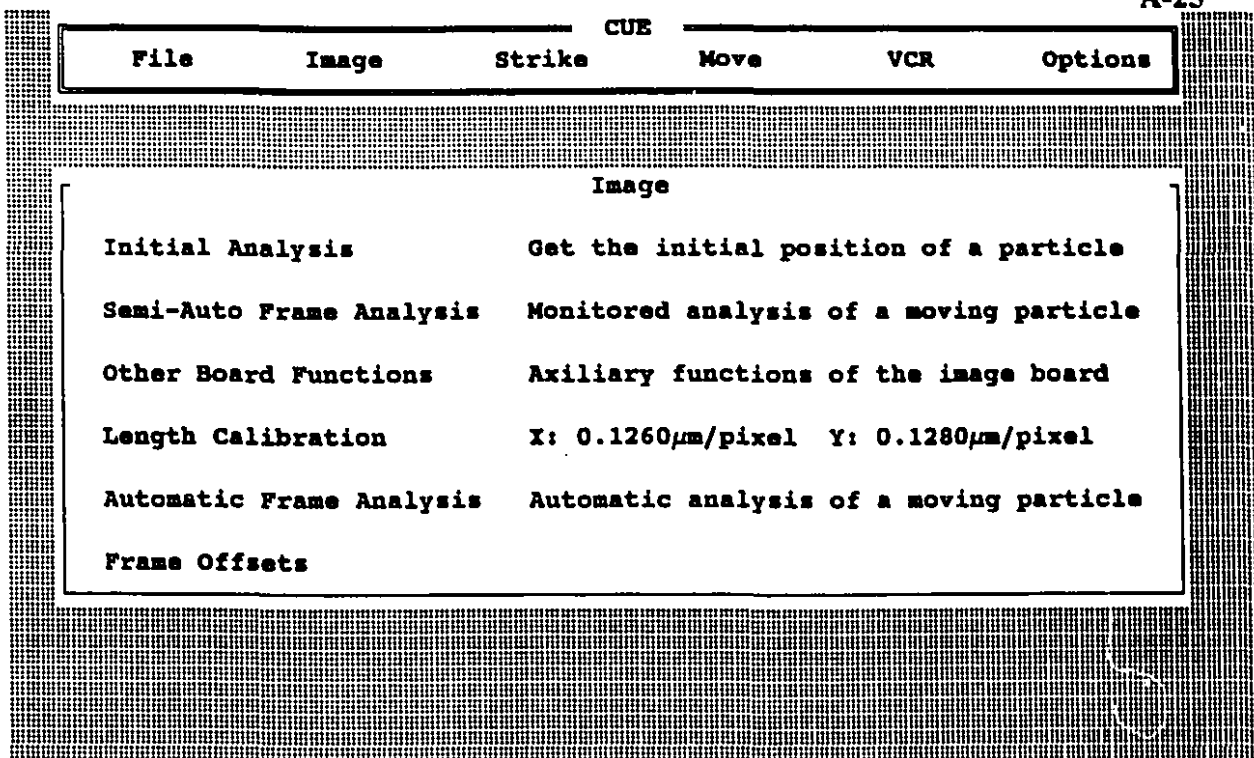 A-25
CUE
File Image Strike Move VCR Options
Image
Initial Analysis Get the initial position of a particle
Semi-Auto Frame Analysis Monitored analysis of a moving particle
Other Board Functions Axiliary functions of the image board
Length Calibration X: 0.1260µm/pixel Y: 0.1280µm/pixel
Automatic Frame Analysis Automatic analysis of a moving particle
Frame Offsets